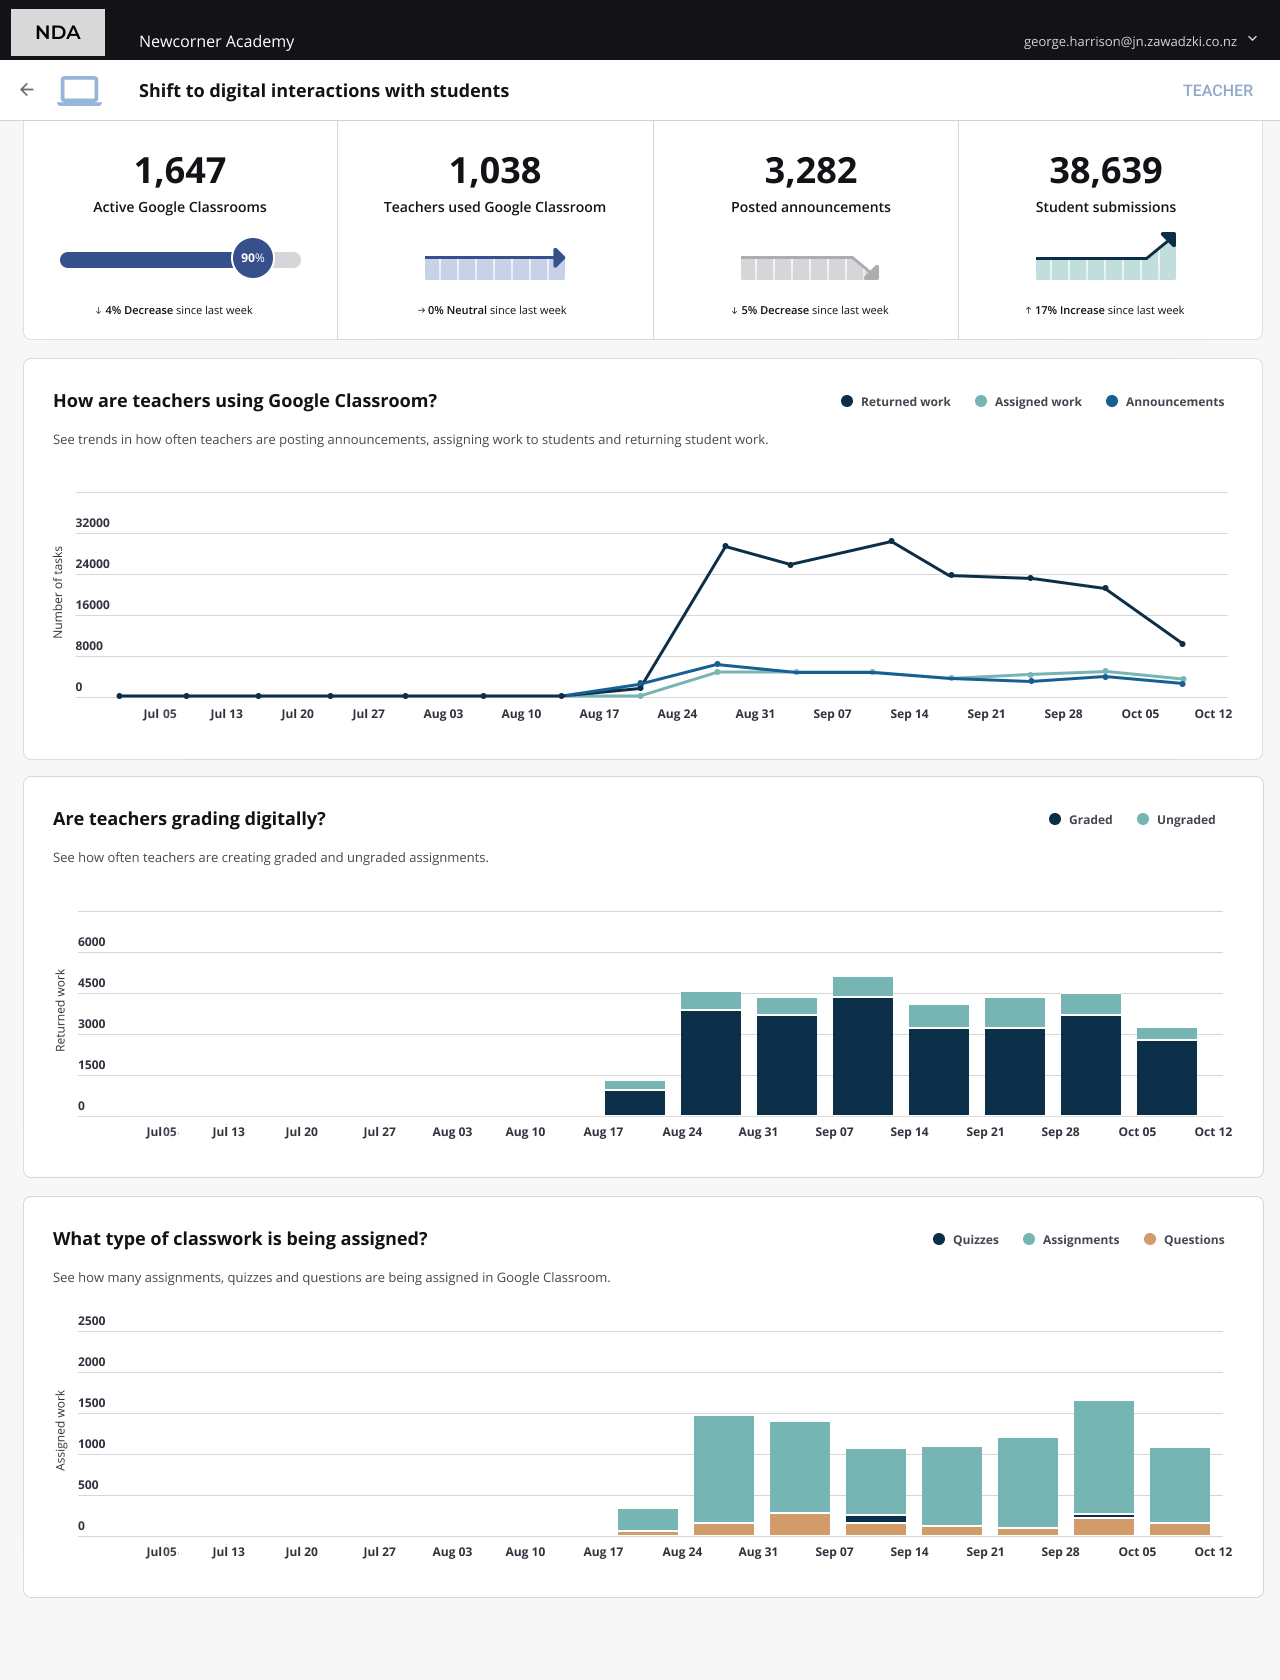 NDA
Newcorner Academy
george.harrison@jn.zawadzki.co.nz
Shift to digital interactions with students
TEACHER
1,647
Active Google Classrooms
90%
↓ 4% Decrease since last week
1,038
Teachers used Google Classroom
→ 0% Neutral since last week
3,282
Posted announcements
↓ 5% Decrease since last week
38,639
Student submissions
↑ 17% Increase since last week
How are teachers using Google Classroom?
Returned work
Assigned work
Announcements
See trends in how often teachers are posting announcements, assigning work to students and returning student work.
Number of tasks
32000
24000
16000
8000
0
Jul 05 Jul 13 Jul 20 Jul 27 Aug 03 Aug 10 Aug 17 Aug 24 Aug 31 Sep 07 Sep 14 Sep 21 Sep 28 Oct 05 Oct 12
Are teachers grading digitally?
Graded
Ungraded
See how often teachers are creating graded and ungraded assignments.
Returned work
6000
4500
3000
1500
0
Jul05 Jul 13 Jul 20 Jul 27 Aug 03 Aug 10 Aug 17 Aug 24 Aug 31 Sep 07 Sep 14 Sep 21 Sep 28 Oct 05 Oct 12
What type of classwork is being assigned?
Quizzes
Assignments
Questions
See how many assignments, quizzes and questions are being assigned in Google Classroom.
Assigned work
2500
2000
1500
1000
500
0
Jul05 Jul 13 Jul 20 Jul 27 Aug 03 Aug 10 Aug 17 Aug 24 Aug 31 Sep 07 Sep 14 Sep 21 Sep 28 Oct 05 Oct 12